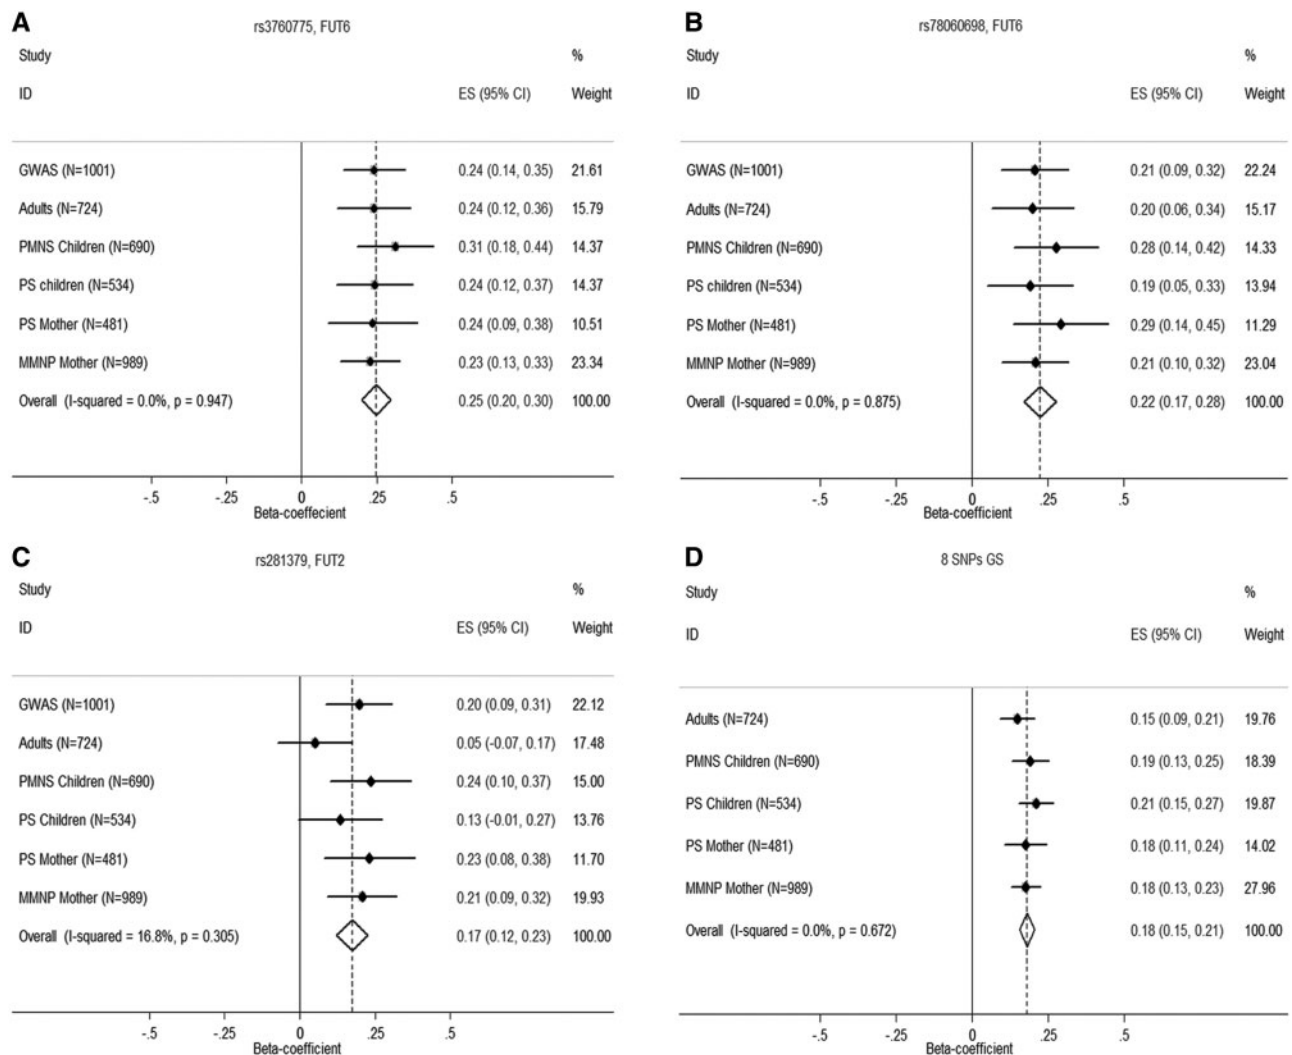 A
rs3760775, FUT6
Study %
ID ES (95% CI) Weight
GWAS (N=1001) 0.24 (0.14, 0.35) 21.61
Adults (N=724) 0.24 (0.12, 0.36) 15.79
PMNS Children (N=690) 0.31 (0.18, 0.44) 14.37
PS children (N=534) 0.24 (0.12, 0.37) 14.37
PS Mother (N=481) 0.24 (0.09, 0.38) 10.51
MMNP Mother (N=989) 0.23 (0.13, 0.33) 23.34
Overall (I-squared = 0.0%, p = 0.947) 0.25 (0.20, 0.30) 100.00
-.5 -.25 0 .25 .5
Beta-coeffecient
B
rs78060698, FUT6
Study %
ID ES (95% CI) Weight
GWAS (N=1001) 0.21 (0.09, 0.32) 22.24
Adults (N=724) 0.20 (0.06, 0.34) 15.17
PMNS Children (N=690) 0.28 (0.14, 0.42) 14.33
PS children (N=534) 0.19 (0.05, 0.33) 13.94
PS Mother (N=481) 0.29 (0.14, 0.45) 11.29
MMNP Mother (N=989) 0.21 (0.10, 0.32) 23.04
Overall (I-squared = 0.0%, p = 0.875) 0.22 (0.17, 0.28) 100.00
-.5 -.25 0 .25 .5
Beta-coefficient
C
rs281379, FUT2
Study %
ID ES (95% CI) Weight
GWAS (N=1001) 0.20 (0.09, 0.31) 22.12
Adults (N=724) 0.05 (-0.07, 0.17) 17.48
PMNS Children (N=690) 0.24 (0.10, 0.37) 15.00
PS Children (N=534) 0.13 (-0.01, 0.27) 13.76
PS Mother (N=481) 0.23 (0.08, 0.38) 11.70
MMNP Mother (N=989) 0.21 (0.09, 0.32) 19.93
Overall (I-squared = 16.8%, p = 0.305) 0.17 (0.12, 0.23) 100.00
-.5 -.25 0 .25 .5
Beta-coefficient
D
8 SNPs GS
Study %
ID ES (95% CI) Weight
Adults (N=724) 0.15 (0.09, 0.21) 19.76
PMNS Children (N=690) 0.19 (0.13, 0.25) 18.39
PS Children (N=534) 0.21 (0.15, 0.27) 19.87
PS Mother (N=481) 0.18 (0.11, 0.24) 14.02
MMNP Mother (N=989) 0.18 (0.13, 0.23) 27.96
Overall (I-squared = 0.0%, p = 0.672) 0.18 (0.15, 0.21) 100.00
-.5 -.25 0 .25 .5
Beta-coefficient